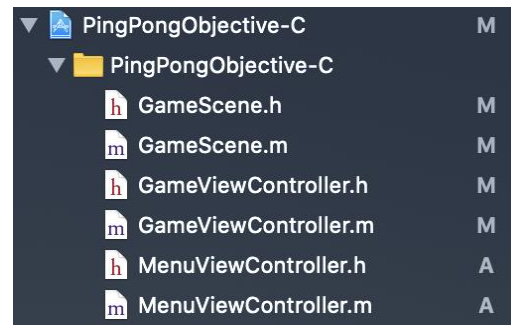 PingPongObjective-C M
PingPongObjective-C
h GameScene.h M
m GameScene.m M
h GameViewController.h M
m GameViewController.m M
h MenuViewController.h A
m MenuViewController.m A